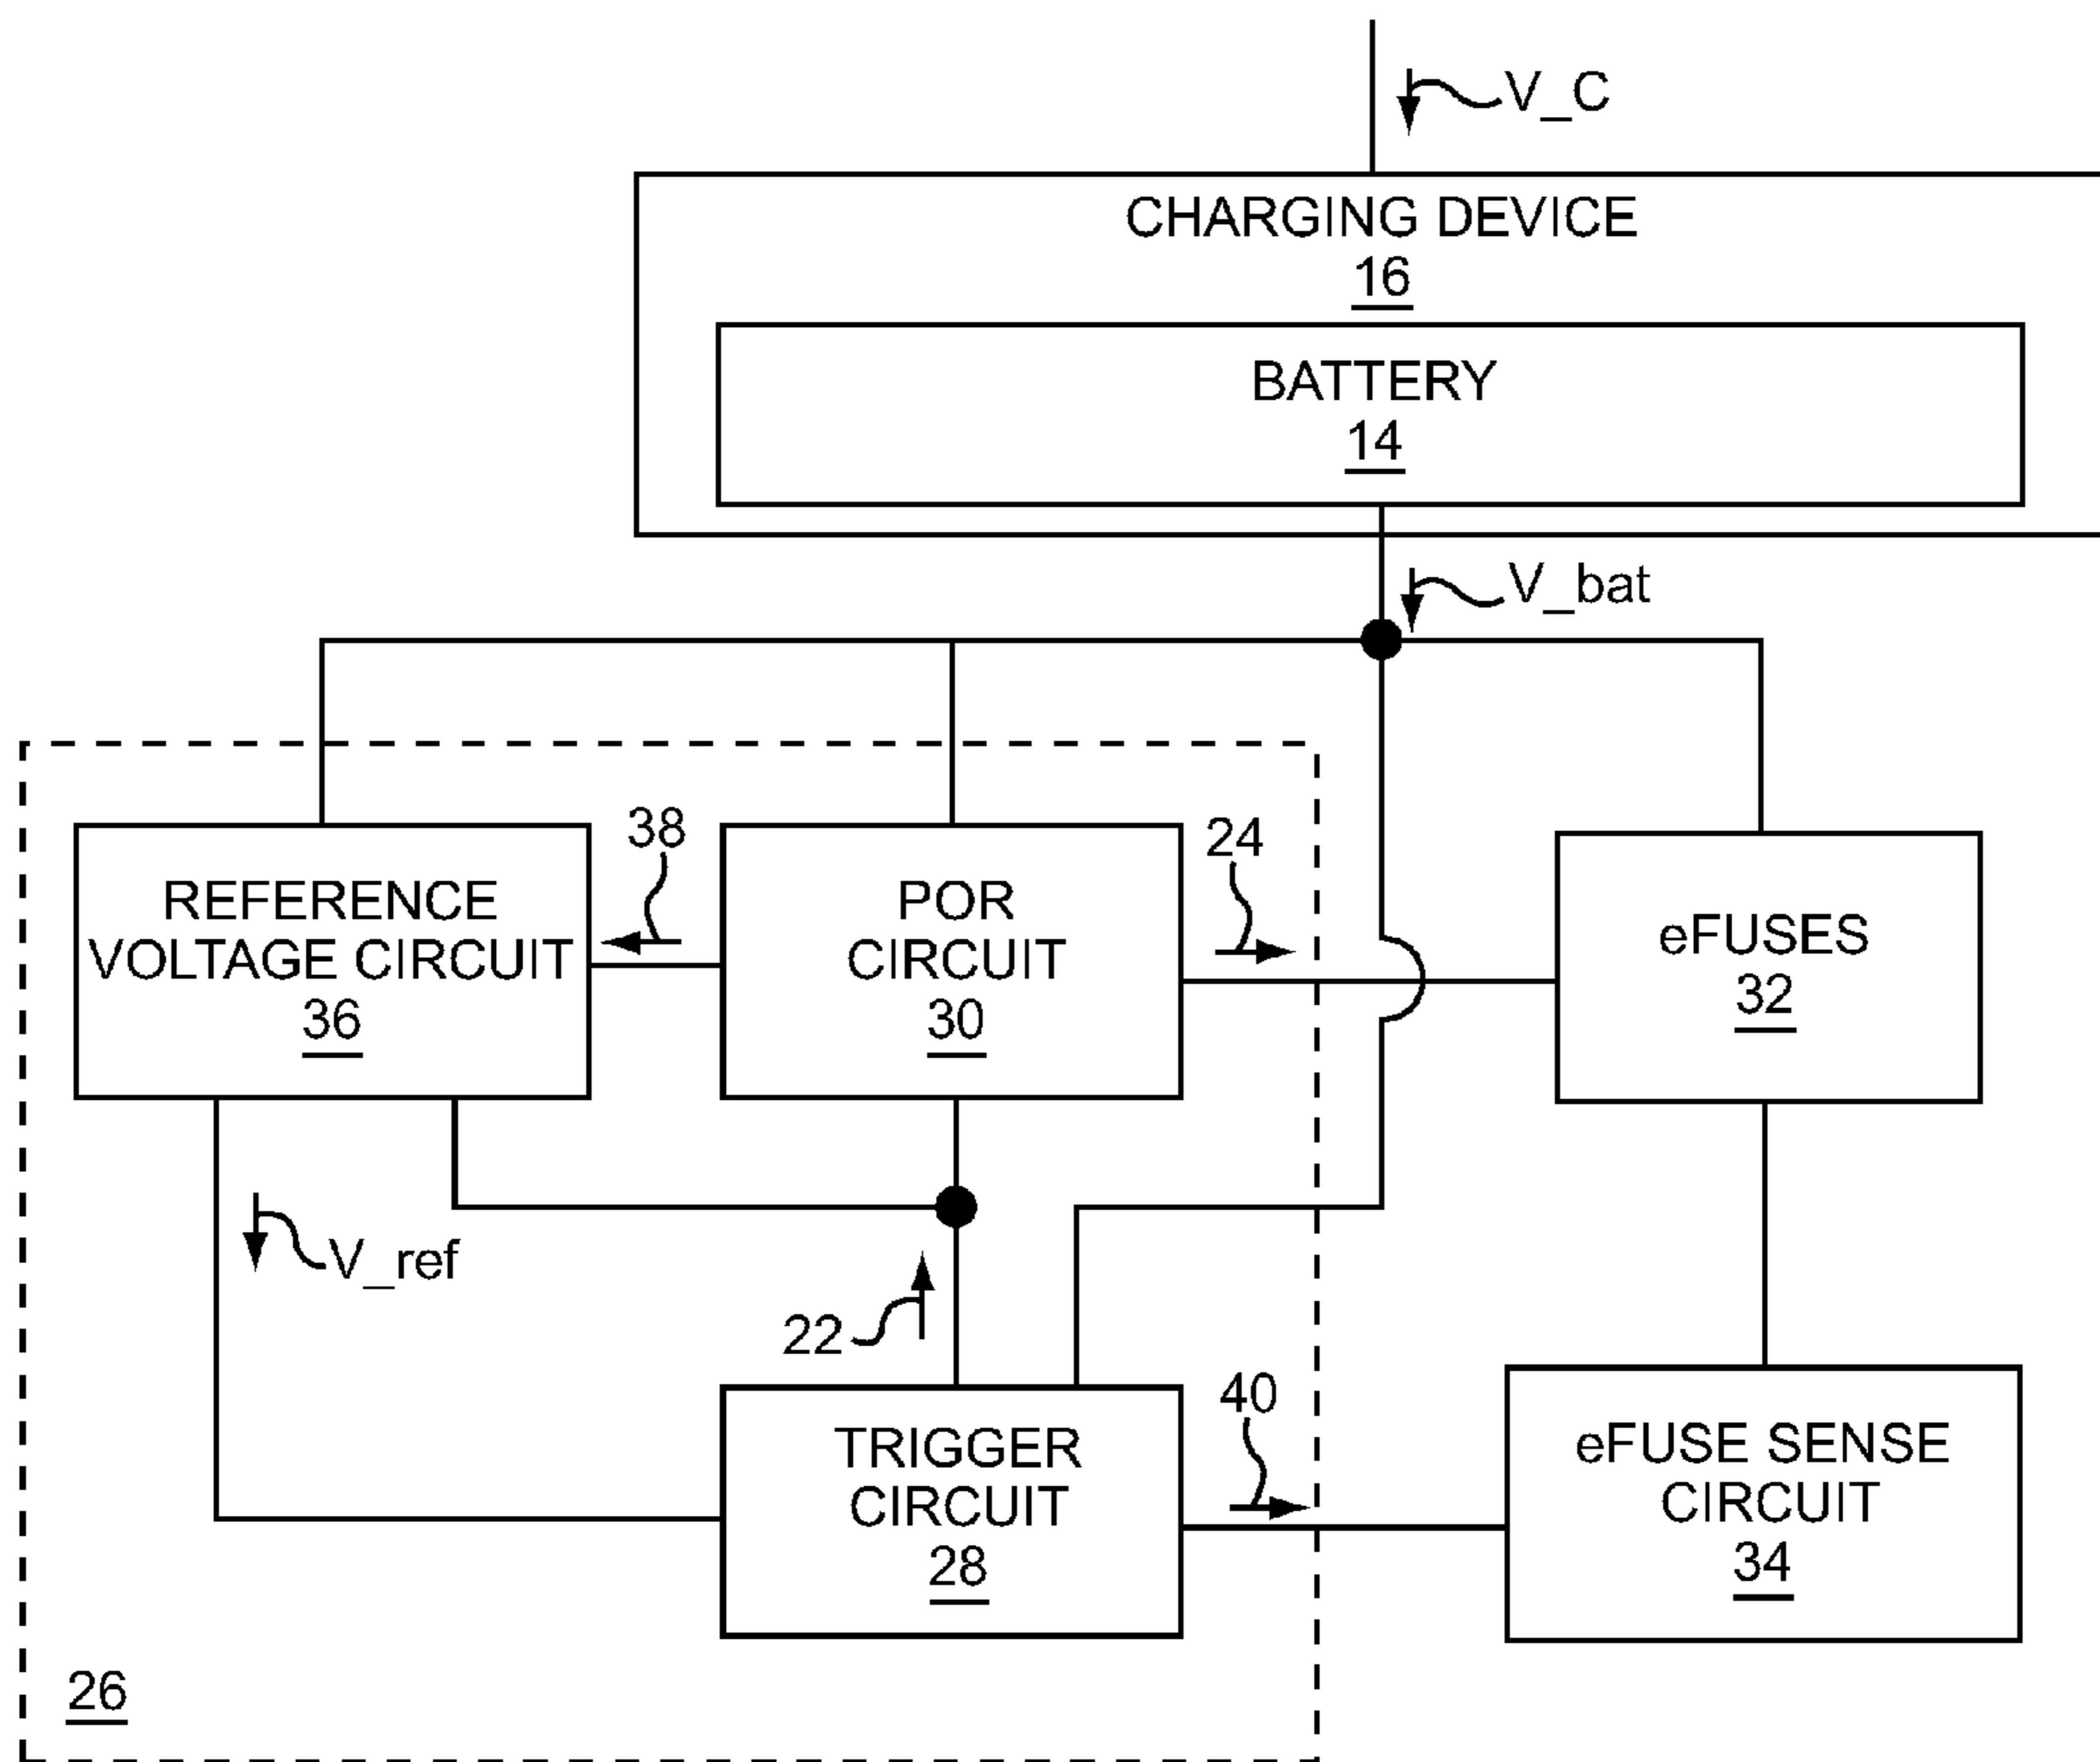 V_C
CHARGING DEVICE
16
BATTERY
14
V_bat
38
24
REFERENCE
VOLTAGE CIRCUIT
36
POR
CIRCUIT
30
eFUSES
32
V_ref
22
40
TRIGGER
CIRCUIT
28
eFUSE SENSE
CIRCUIT
34
26